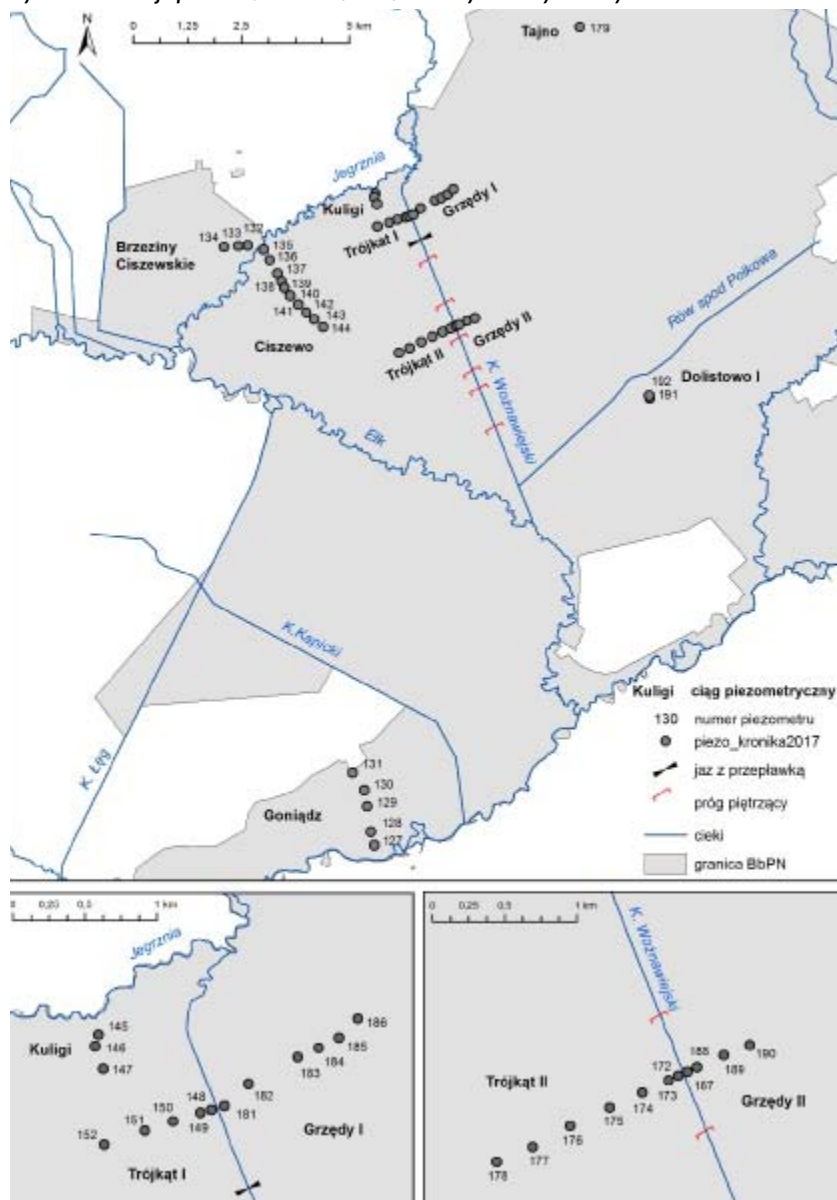 N
0 2,5 5 km
Tajno
179
Jegrznia
Kuligi
Grzędy I
Trójkąt I
134 133 132
135
136
137
138 139
140
141 142
143
144
Brzeziny
Ciszewskie
Ciszewo
Trójkąt II
Grzędy II
K. Woźnawiejski
Rów spod Polkowa
Dolistowo I
192
191
Ełk
K.Kapicki
K. Łęg
Goniądz
131
130
129
128
127
Kuligi ciąg piezometryczny
130 numer piezometru
piezo_kronika2017
jaz z przepławką
próg piętrzący
cieki
granica BbPN
0 0,25 0,5 1 km
Jegrznia
Kuligi
145
146
147
148
149
150
151
152
181
182
183
184
185
186
Trójkąt I
Grzędy I
0 0,25 0,5 1 km
K. Woźnawiejski
Trójkąt II
Grzędy II
172
173
174
175
176
177
178
188
187
189
190